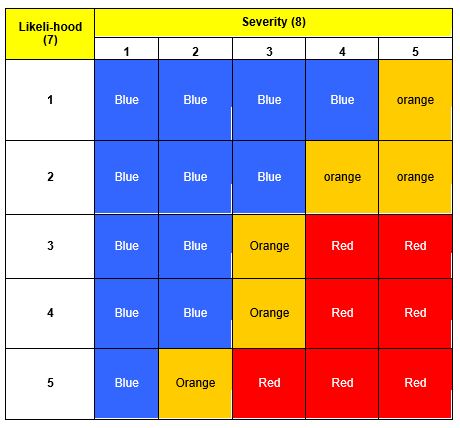 Likeli-hood Severity (8)
(7)
1 2 3 4 5
1 Blue Blue Blue Blue orange
2 Blue Blue Blue orange orange
3 Blue Blue Orange Red Red
4 Blue Blue Orange Red Red
5 Blue Orange Red Red Red